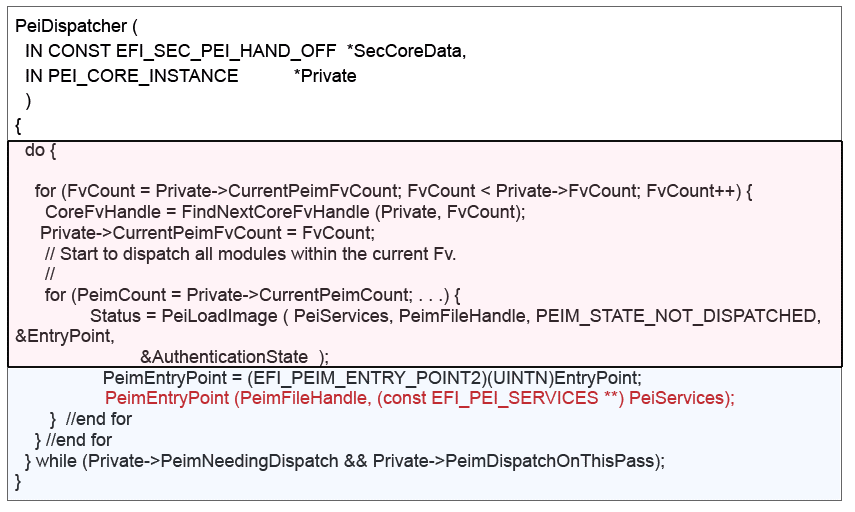 PeiDispatcher (
IN CONST EFI_SEC_PEI_HAND_OFF *SecCoreData,
IN PEI_CORE_INSTANCE *Private
)
{
do {
for (FvCount = Private->CurrentPeimFvCount; FvCount < Private->FvCount; FvCount++) {
CoreFvHandle = FindNextCoreFvHandle (Private, FvCount);
Private->CurrentPeimFvCount = FvCount;
// Start to dispatch all modules within the current Fv.
//
for (PeimCount = Private->CurrentPeimCount; . . .) {
Status = PeiLoadImage ( PeiServices, PeimFileHandle, PEIM_STATE_NOT_DISPATCHED,
&EntryPoint,
&AuthenticationState );
PeimEntryPoint = (EFI_PEIM_ENTRY_POINT2)(UINTN)EntryPoint;
PeimEntryPoint (PeimFileHandle, (const EFI_PEI_SERVICES **) PeiServices);
} //end for
} //end for
} while (Private->PeimNeedingDispatch && Private->PeimDispatchOnThisPass);
}